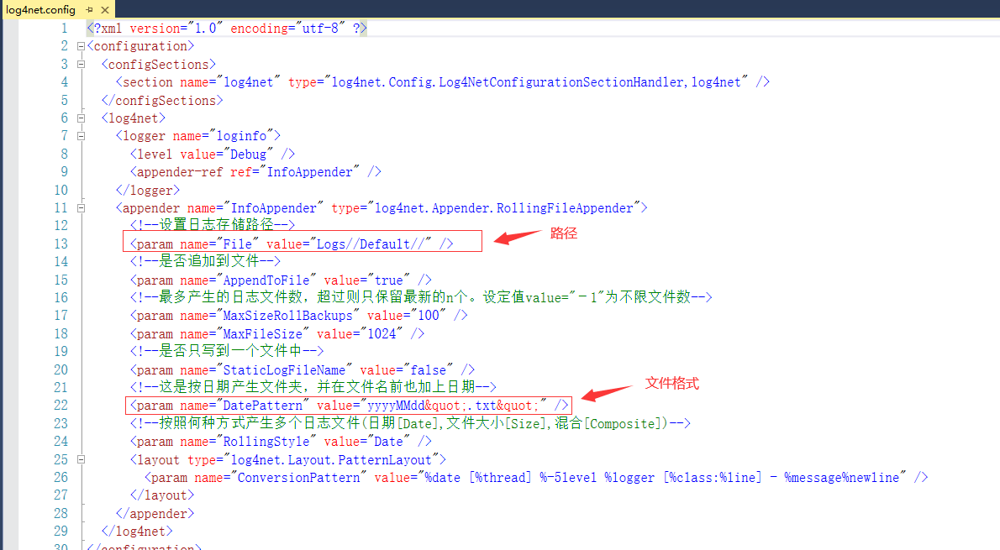 log4net.config
1 <?xml version="1.0" encoding="utf-8" ?>
2 <configuration>
3 <configSections>
4 <section name="log4net" type="log4net.Config.Log4NetConfigurationSectionHandler,log4net" />
5 </configSections>
6 <log4net>
7 <logger name="loginfo">
8 <level value="Debug" />
9 <appender-ref ref="InfoAppender" />
10 </logger>
11 <appender name="InfoAppender" type="log4net.Appender.RollingFileAppender">
12 <!--设置日志存储路径-->
13 <param name="File" value="Logs//Default//" /> 路径
14 <!--是否追加到文件-->
15 <param name="AppendToFile" value="true" />
16 <!--最多产生的日志文件数，超过则只保留最新的n个。设定值value="－1"为不限文件数-->
17 <param name="MaxSizeRollBackups" value="100" />
18 <param name="MaxFileSize" value="1024" />
19 <!--是否只写到一个文件中-->
20 <param name="StaticLogFileName" value="false" />
21 <!--这是按日期产生文件夹，并在文件名前也加上日期-->
22 <param name="DatePattern" value="yyyyMMdd&quot;.txt&quot;" /> 文件格式
23 <!--按照何种方式产生多个日志文件(日期[Date],文件大小[Size],混合[Composite])-->
24 <param name="RollingStyle" value="Date" />
25 <layout type="log4net.Layout.PatternLayout">
26 <param name="ConversionPattern" value="%date [%thread] %-5level %logger [%class:%line] - %message%newline" />
27 </layout>
28 </appender>
29 </log4net>
30 </configuration>